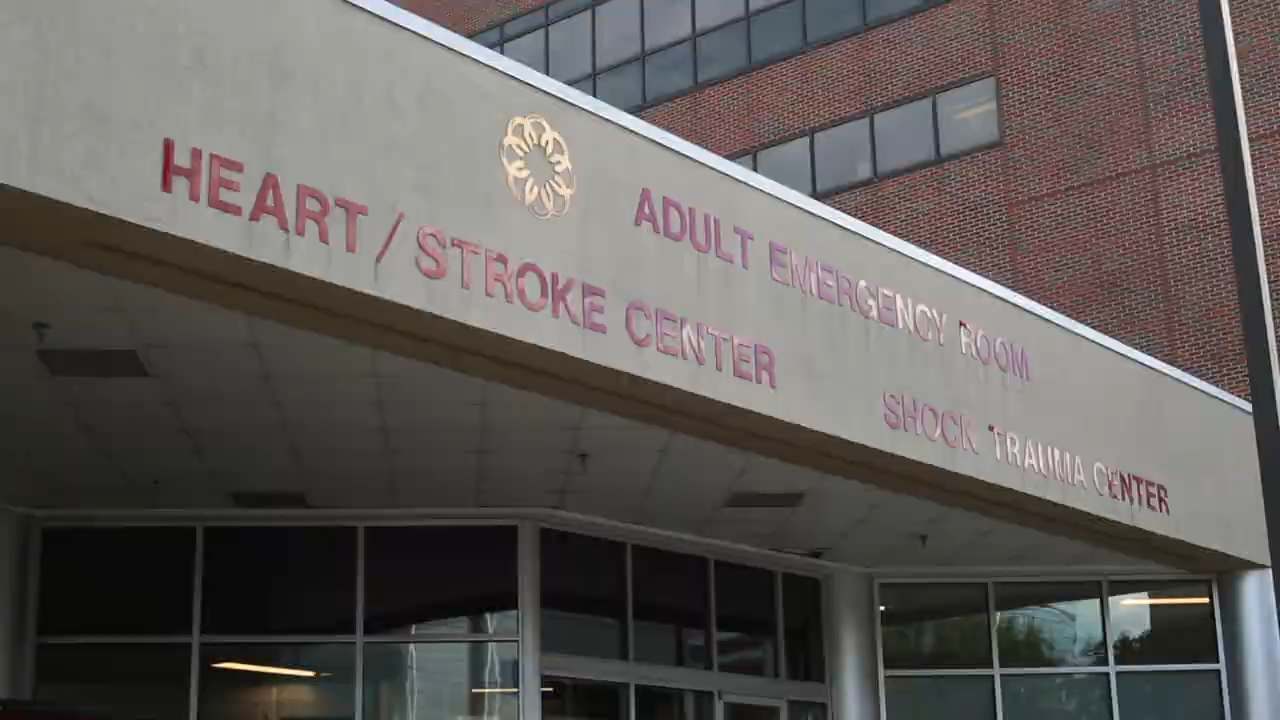 HEART/STROKE CENTER
ADULT EMERGENCY ROOM
SHOCK TRAUMA CENTER